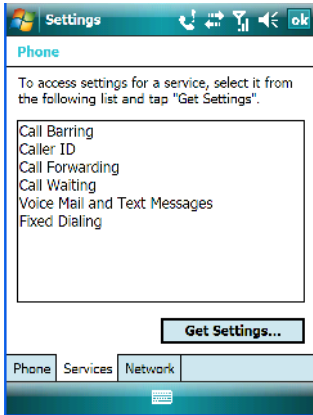 Settings ok
Phone
To access settings for a service, select it from
the following list and tap "Get Settings".
Call Barring
Caller ID
Call Forwarding
Call Waiting
Voice Mail and Text Messages
Fixed Dialing
Get Settings...
Phone Services Network